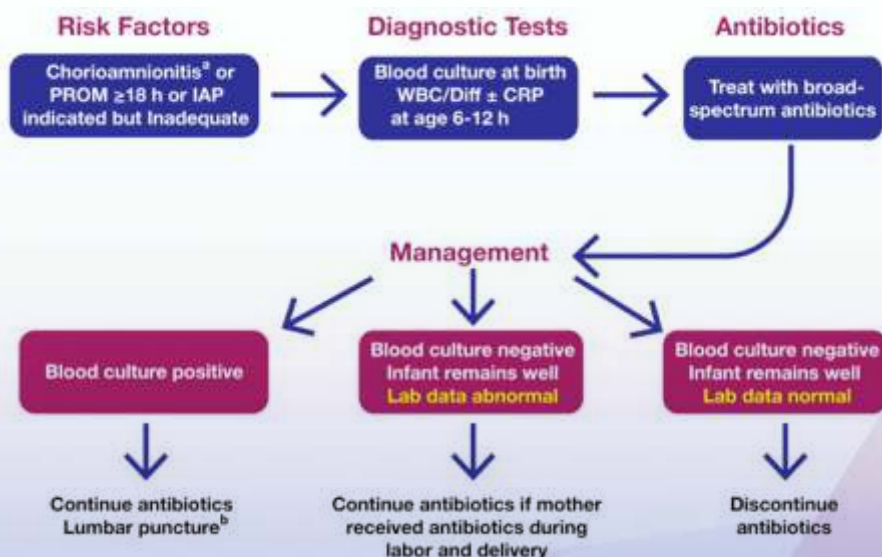 Risk Factors
Diagnostic Tests
Antibiotics
Chorioamnionitisᵃ or
PROM ≥18 h or IAP
indicated but Inadequate
Blood culture at birth
WBC/Diff ± CRP
at age 6-12 h
Treat with broad-
spectrum antibiotics
Management
Blood culture positive
Blood culture negative
Infant remains well
Lab data abnormal
Blood culture negative
Infant remains well
Lab data normal
Continue antibiotics
Lumbar punctureᵇ
Continue antibiotics if mother
received antibiotics during
labor and delivery
Discontinue
antibiotics